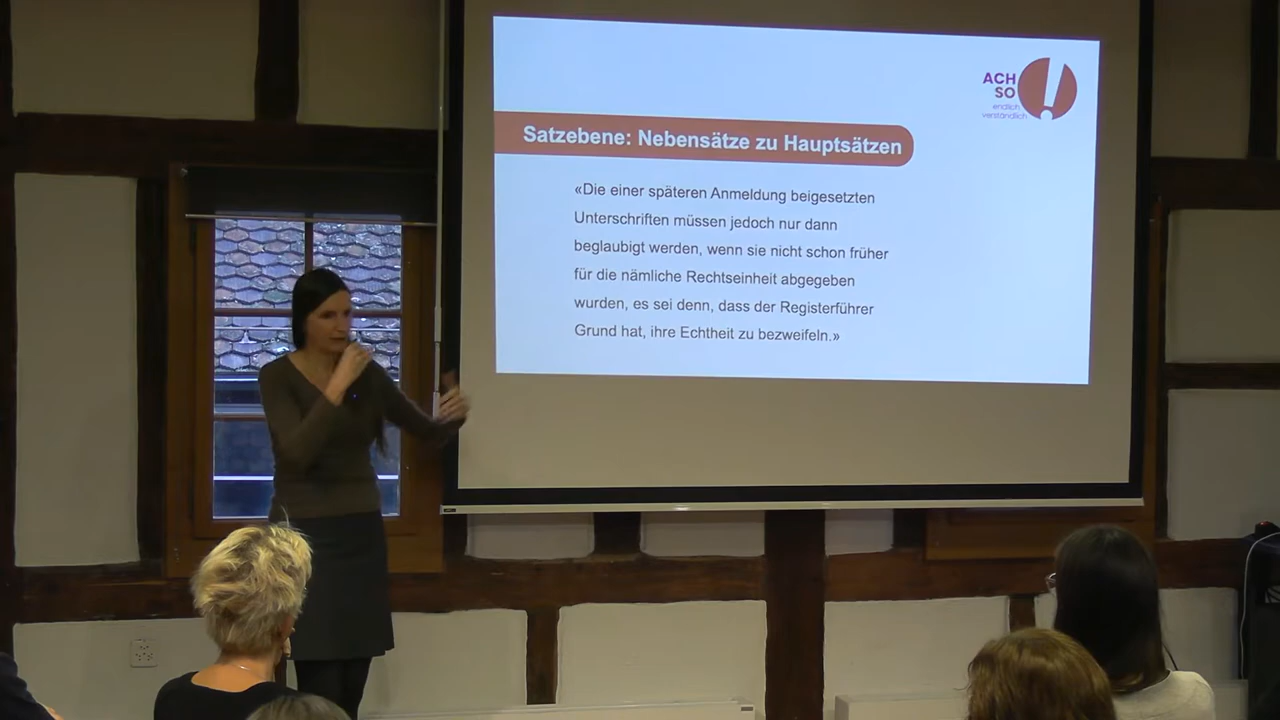 ACH
SO
endlich
verständlich
Satzebene: Nebensätze zu Hauptsätzen
«Die einer späteren Anmeldung beigesetzten
Unterschriften müssen jedoch nur dann
beglaubigt werden, wenn sie nicht schon früher
für die nämliche Rechtseinheit abgegeben
wurden, es sei denn, dass der Registerführer
Grund hat, ihre Echtheit zu bezweifeln.»